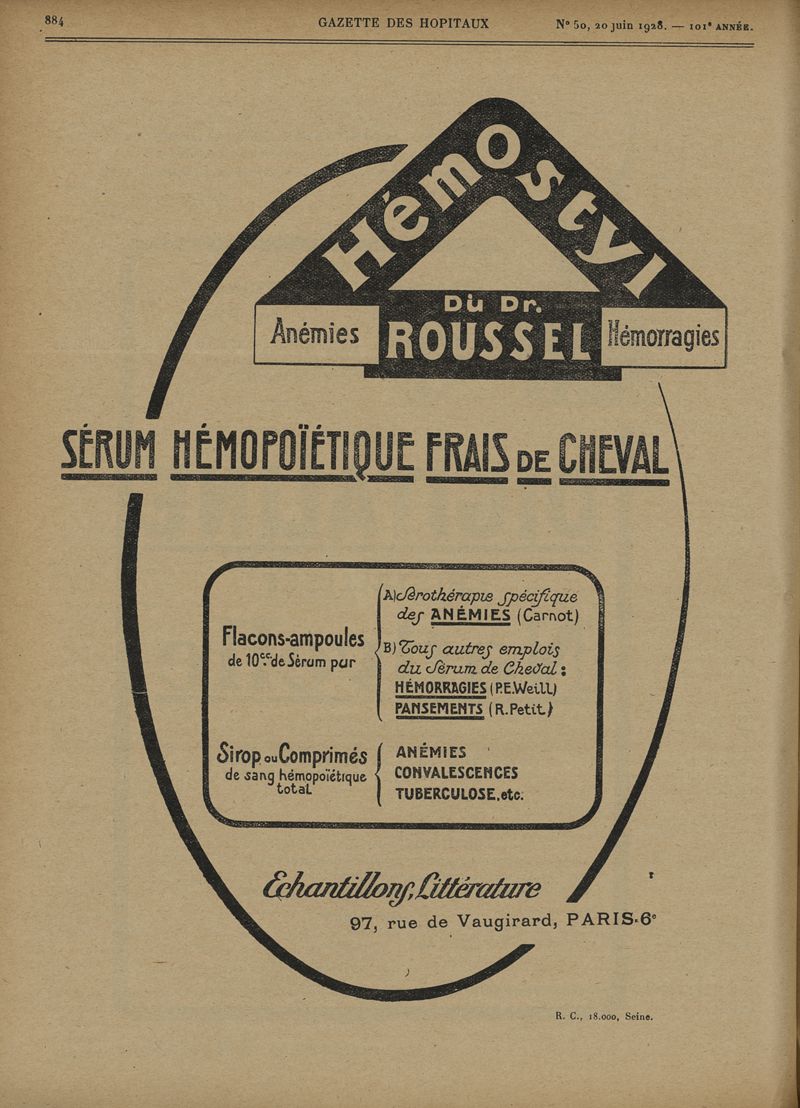 884
GAZETTE DES HOPITAUX
N° 50, 20 juin 1928. — 101e ANNÉE.
Hémostyl
Du Dr.
ROUSSEL
Anémies
Hémorragies
SÉRUM HÉMOPOÏÉTIQUE FRAIS DE CHEVAL
Flacons-ampoules
de 10cc. de Sérum pur
A) Sérothérapie spécifique
des ANÉMIES (Carnot)
B) Tous autres emplois
du Sérum de Cheval :
HÉMORRAGIES (P.E.Weill)
PANSEMENTS (R.Petit)
Sirop ou Comprimés
de sang hémopoïétique
total
ANÉMIES
CONVALESCENCES
TUBERCULOSE, etc.
Echantillons, Littérature
97, rue de Vaugirard, PARIS-6e
R. C., 18.000, Seine.